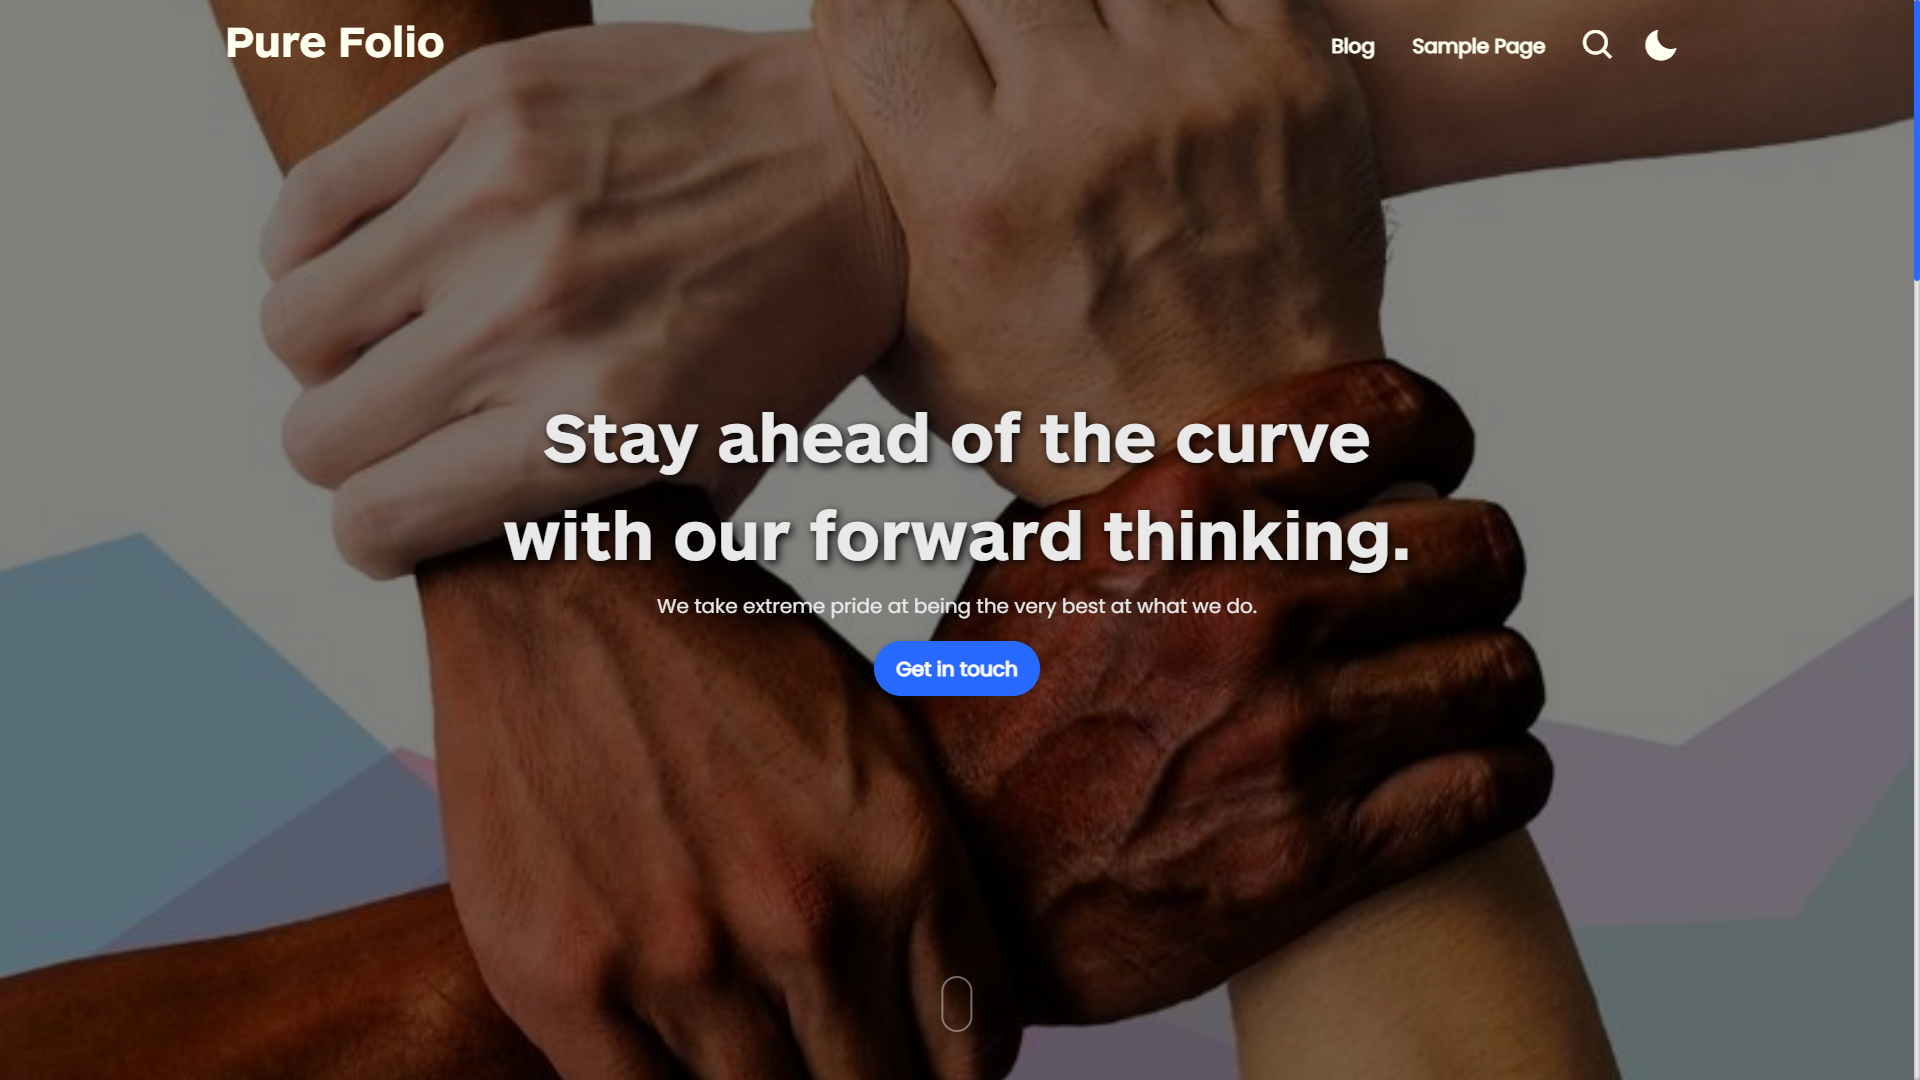 Pure Folio
Blog
Sample Page
Stay ahead of the curve
with our forward thinking.
We take extreme pride at being the very best at what we do.
Get in touch